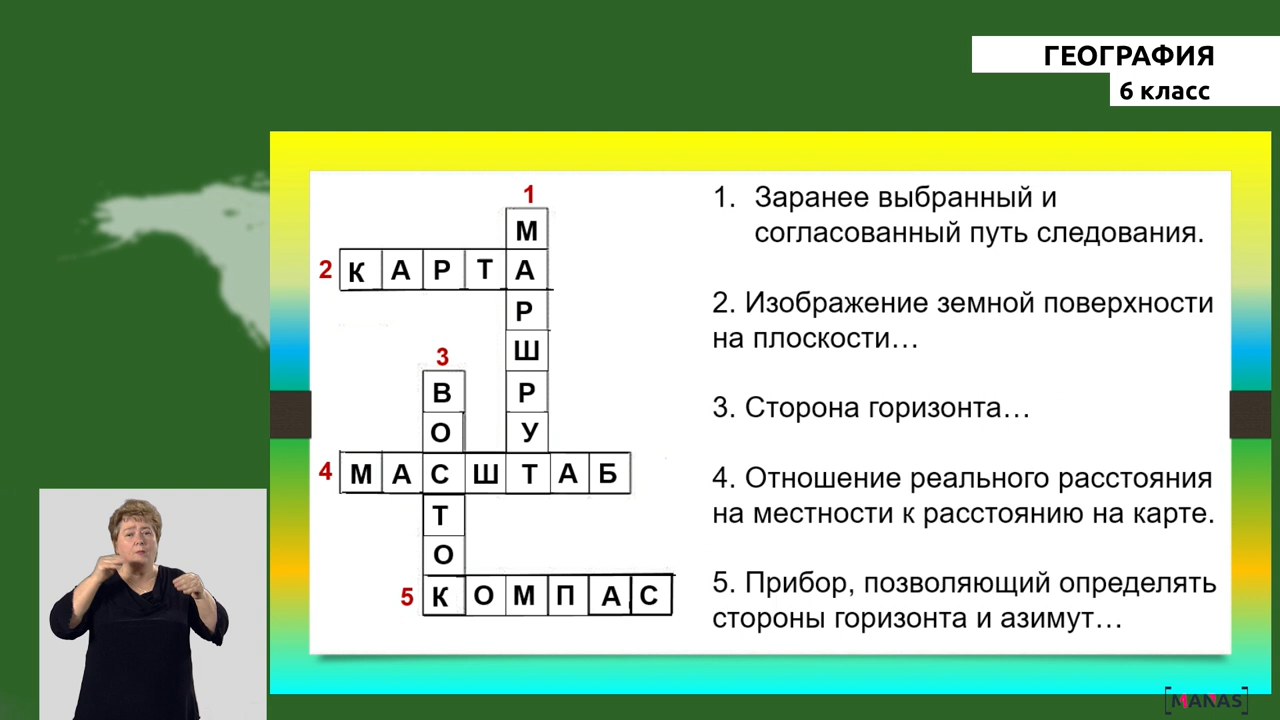 ГЕОГРАФИЯ
6 класс
1
М
2 КАРТА
Р
Ш
3
В Р
О У
4 МАСШТАБ
Т
О
5 КОМПАС
1. Заранее выбранный и
согласованный путь следования.
2. Изображение земной поверхности
на плоскости…
3. Сторона горизонта…
4. Отношение реального расстояния
на местности к расстоянию на карте.
5. Прибор, позволяющий определять
стороны горизонта и азимут…
[MANAS]